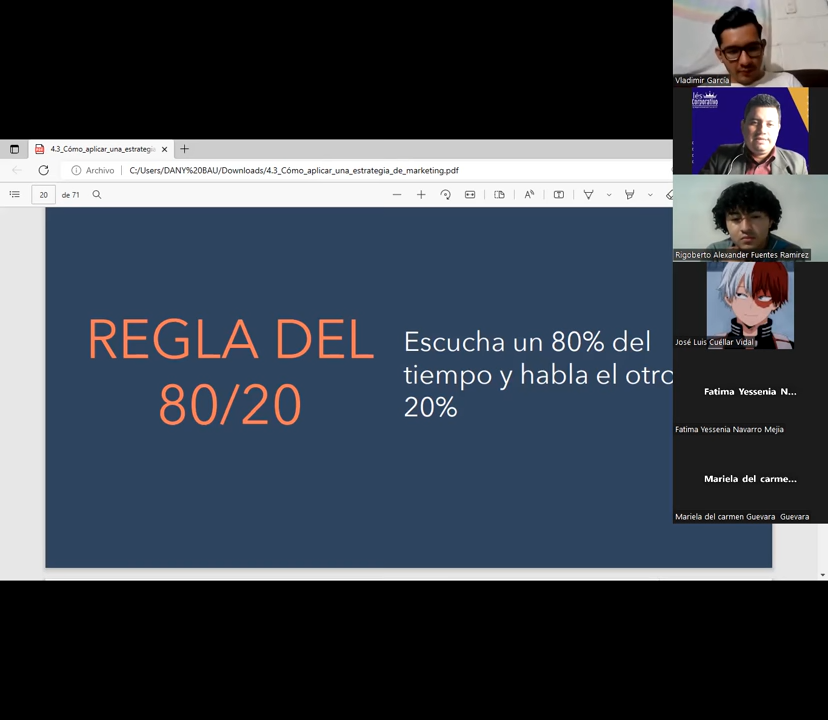 4.3_Cómo_aplicar_una_estrategi
Archivo
C:/Users/DANY%20BAU/Downloads/4.3_Cómo_aplicar_una_estrategia_de_marketing.pdf
20 de 71
REGLA DEL
80/20
Escucha un 80% del
tiempo y habla el otro
20%
Vladimir García
Corporativo
Rigoberto Alexander Fuentes Ramirez
José Luis Cuéllar Vidal
Fatima Yessenia N...
Fatima Yessenia Navarro Mejia
Mariela del carme...
Mariela del carmen Guevara Guevara